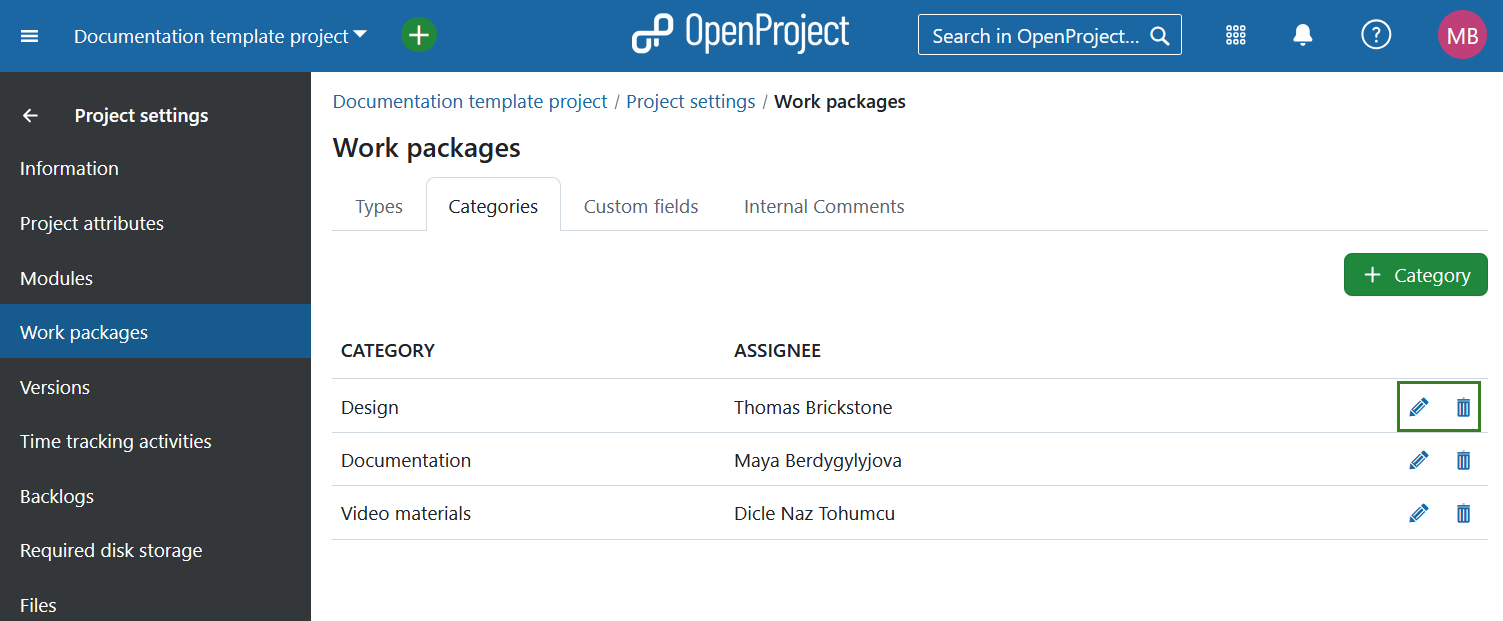 Documentation template project
OpenProject
Search in OpenProject...
?
MB
Project settings
Information
Project attributes
Modules
Work packages
Versions
Time tracking activities
Backlogs
Required disk storage
Files
Documentation template project / Project settings / Work packages
Work packages
Types Categories Custom fields Internal Comments
+ Category
CATEGORY ASSIGNEE
Design Thomas Brickstone
Documentation Maya Berdygylyjova
Video materials Dicle Naz Tohumcu